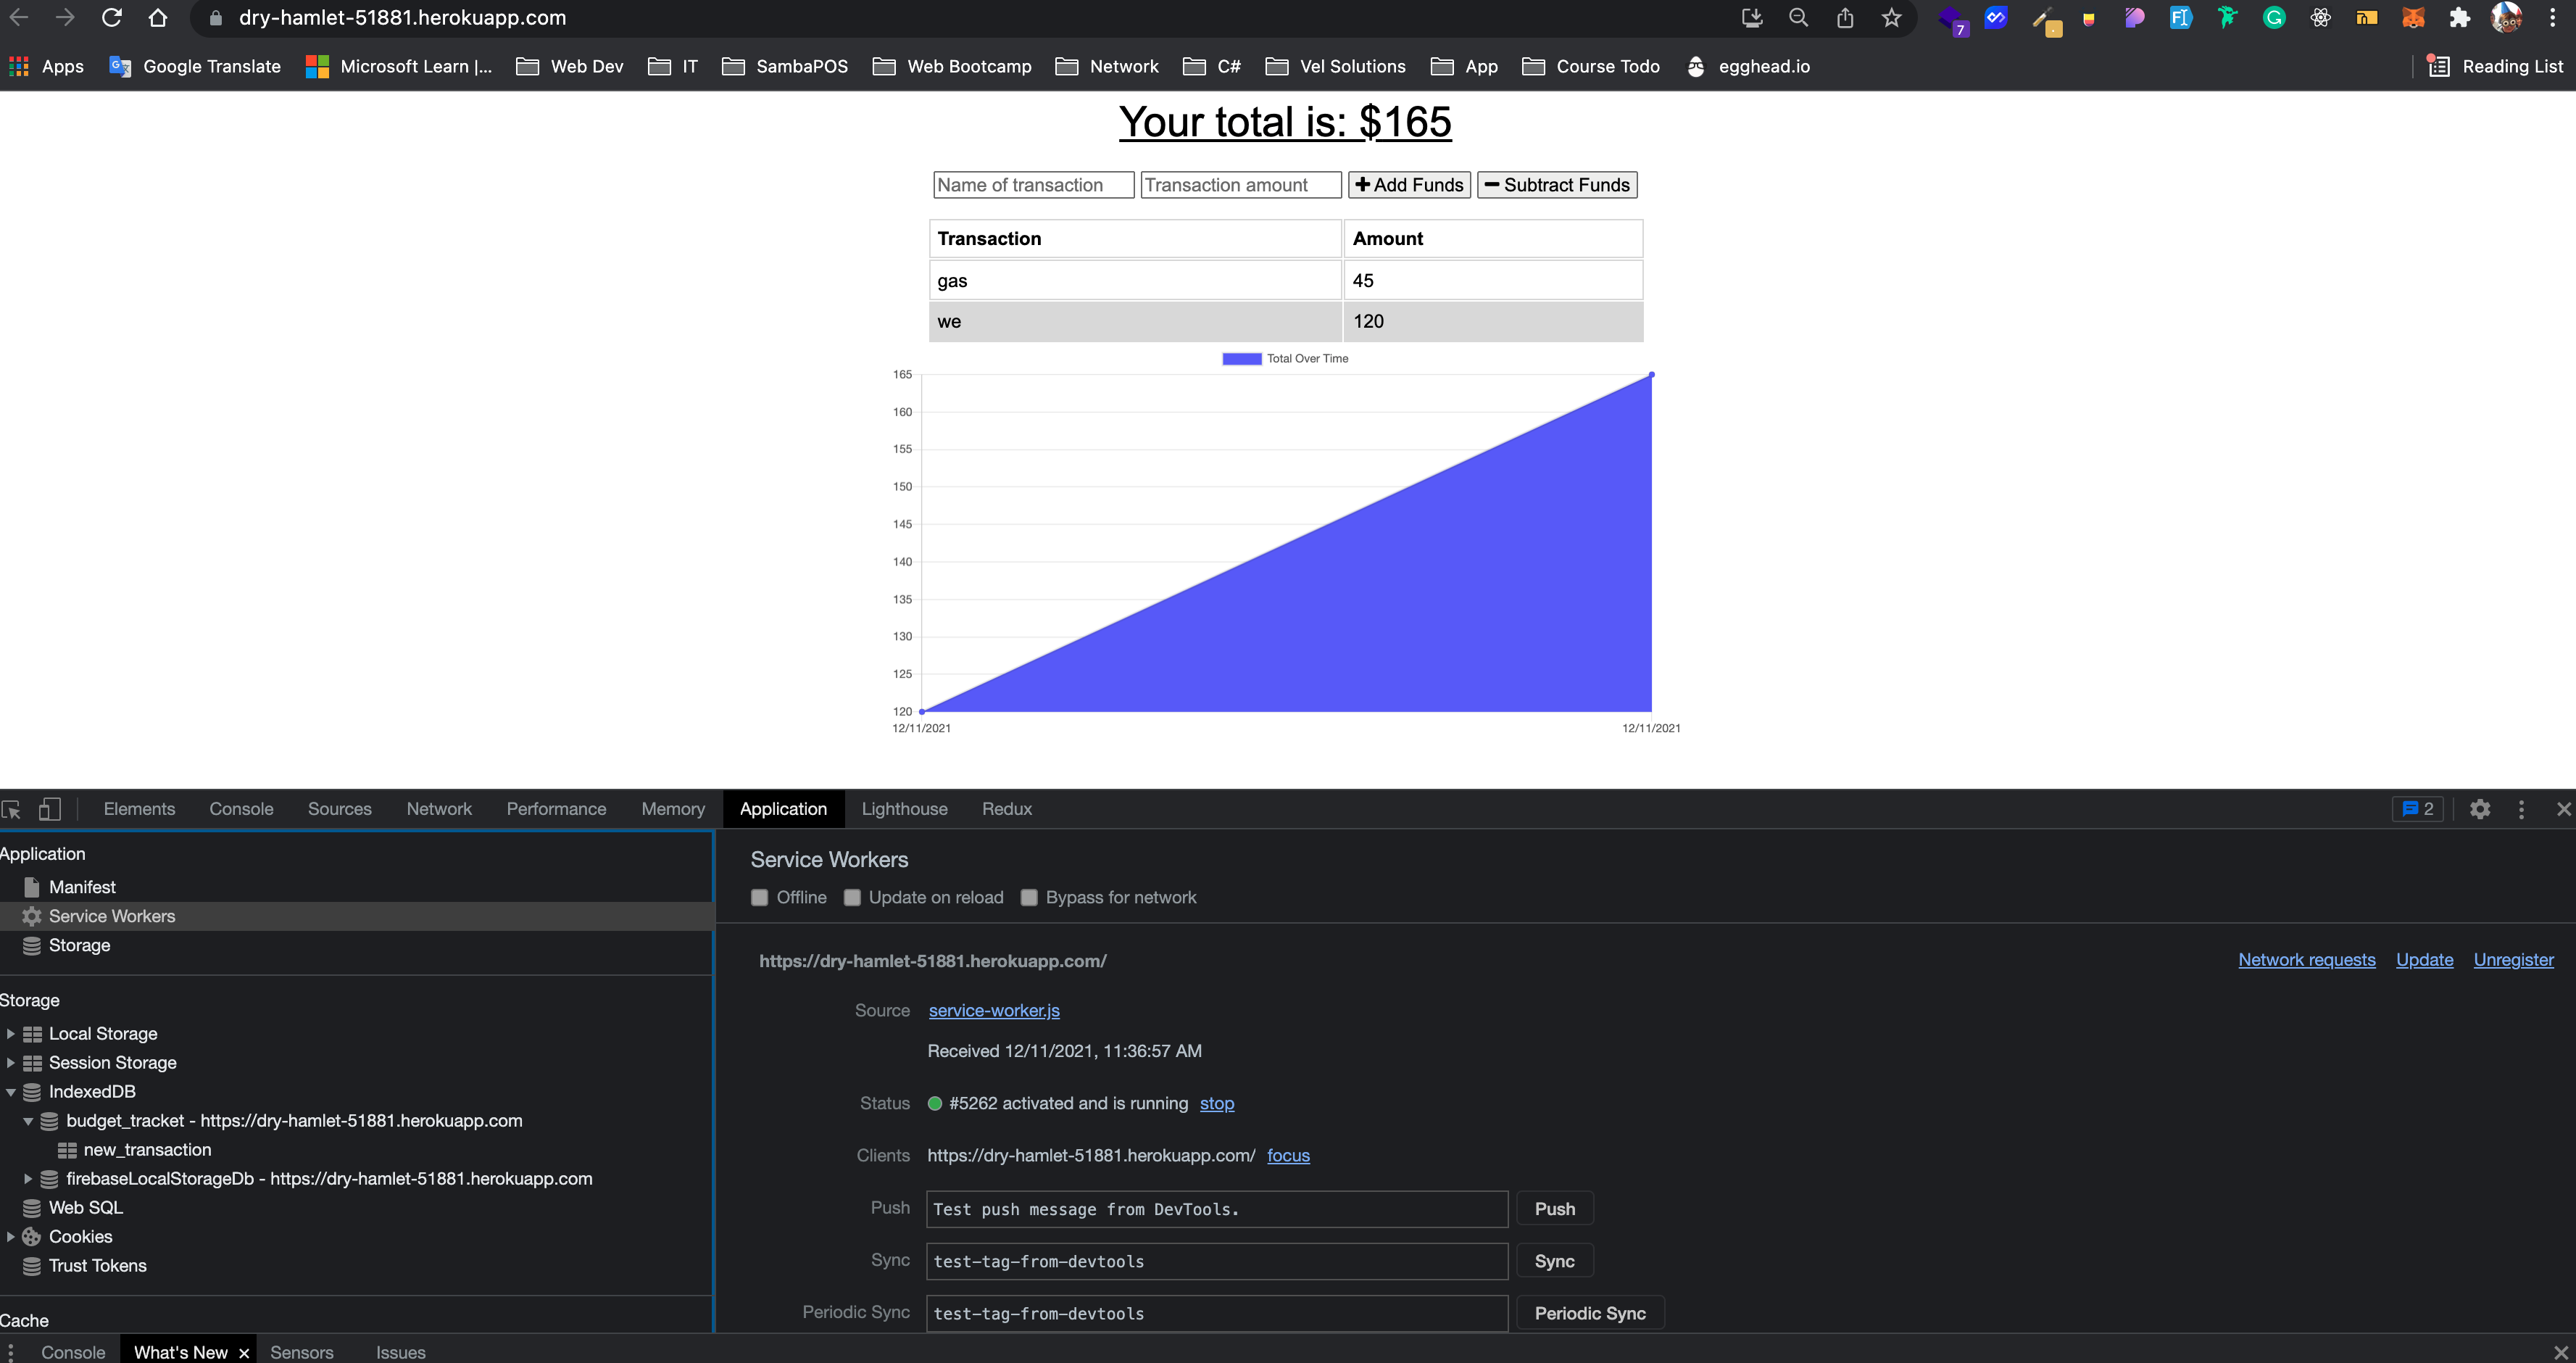 dry-hamlet-51881.herokuapp.com
7
Apps Google Translate Microsoft Learn |... Web Dev IT SambaPOS Web Bootcamp Network C# Vel Solutions App Course Todo egghead.io Reading List
Your total is: $165
Name of transaction Transaction amount Add Funds Subtract Funds
Transaction Amount
gas 45
we 120
Total Over Time
165
160
155
150
145
140
135
130
125
120
12/11/2021 12/11/2021
Elements Console Sources Network Performance Memory Application Lighthouse Redux 2
Application
Manifest
Service Workers
Storage
Storage
Local Storage
Session Storage
IndexedDB
budget_tracket - https://dry-hamlet-51881.herokuapp.com
new_transaction
firebaseLocalStorageDb - https://dry-hamlet-51881.herokuapp.com
Web SQL
Cookies
Trust Tokens
Cache
Service Workers
Offline Update on reload Bypass for network
https://dry-hamlet-51881.herokuapp.com/ Network requests Update Unregister
Source service-worker.js
Received 12/11/2021, 11:36:57 AM
Status #5262 activated and is running stop
Clients https://dry-hamlet-51881.herokuapp.com/ focus
Push Test push message from DevTools. Push
Sync test-tag-from-devtools Sync
Periodic Sync test-tag-from-devtools Periodic Sync
Console What's New Sensors Issues